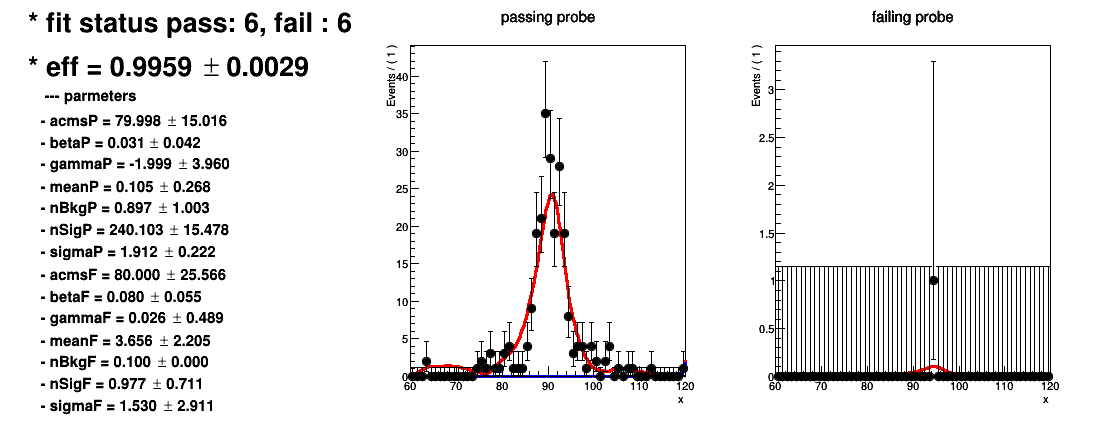 * fit status pass: 6, fail : 6
* eff = 0.9959 ± 0.0029
--- parmeters
- acmsP = 79.998 ± 15.016
- betaP = 0.031 ± 0.042
- gammaP = -1.999 ± 3.960
- meanP = 0.105 ± 0.268
- nBkgP = 0.897 ± 1.003
- nSigP = 240.103 ± 15.478
- sigmaP = 1.912 ± 0.222
- acmsF = 80.000 ± 25.566
- betaF = 0.080 ± 0.055
- gammaF = 0.026 ± 0.489
- meanF = 3.656 ± 2.205
- nBkgF = 0.100 ± 0.000
- nSigF = 0.977 ± 0.711
- sigmaF = 1.530 ± 2.911
passing probe
Events / ( 1 )
40
35
30
25
20
15
10
5
0
60 70 80 90 100 110 120
x
failing probe
Events / ( 1 )
3
2.5
2
1.5
1
0.5
0
60 70 80 90 100 110 120
x